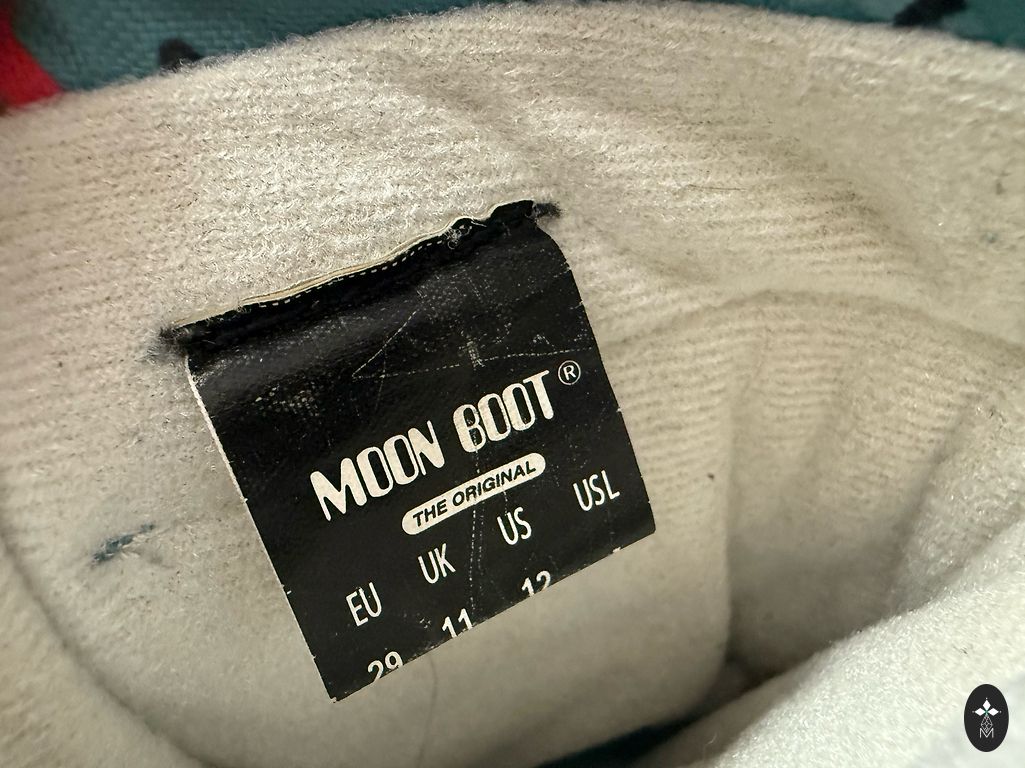 MOON BOOT®
THE ORIGINAL
EU UK US USL
29 11 12
M